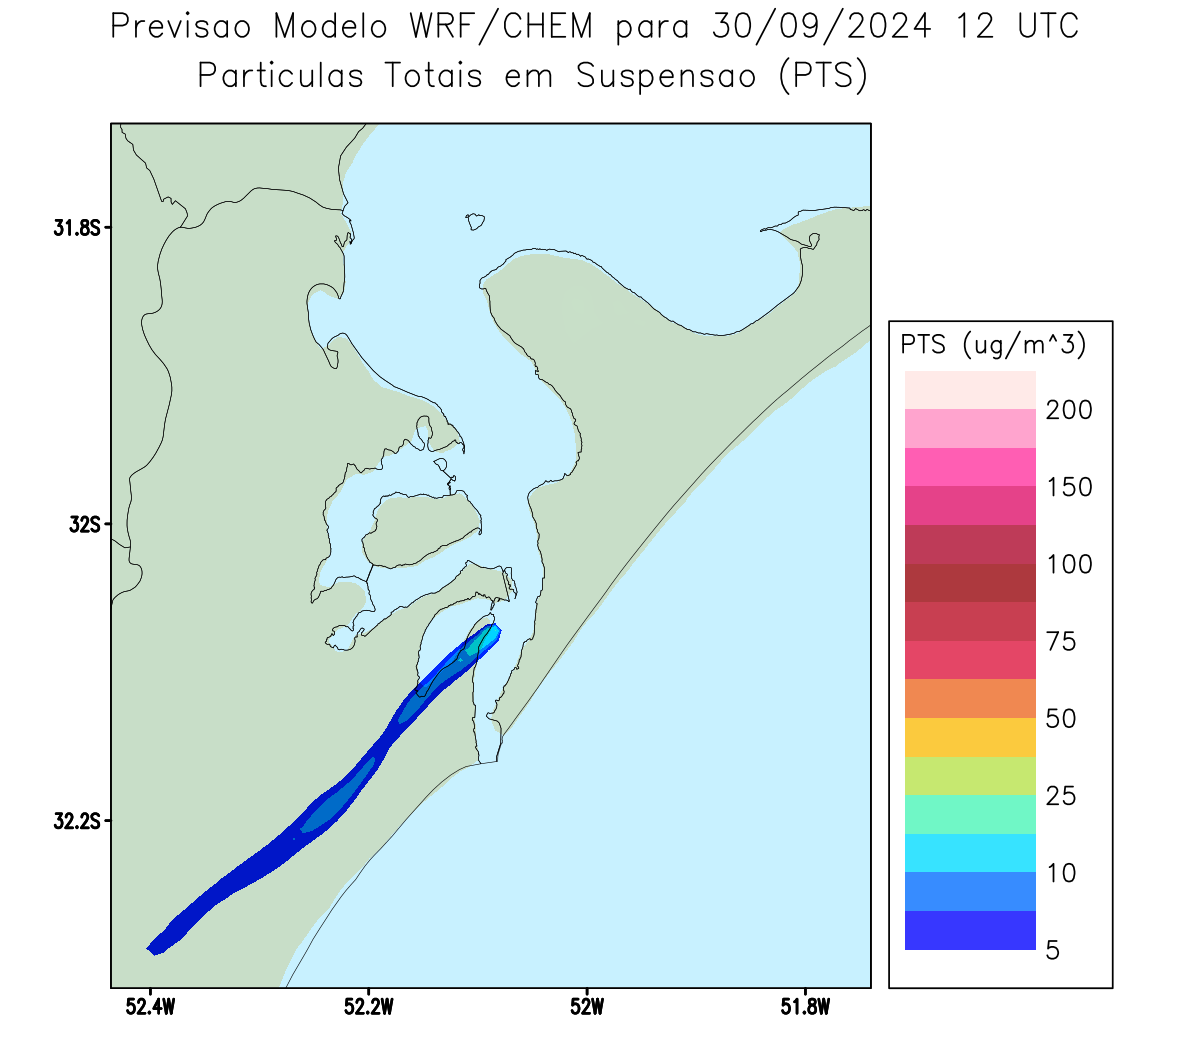 Previsao Modelo WRF/CHEM para 30/09/2024 12 UTC
Particulas Totais em Suspensao (PTS)
31.8S
32S
32.2S
52.4W
52.2W
52W
51.8W
PTS (ug/m^3)
200
150
100
75
50
25
10
5